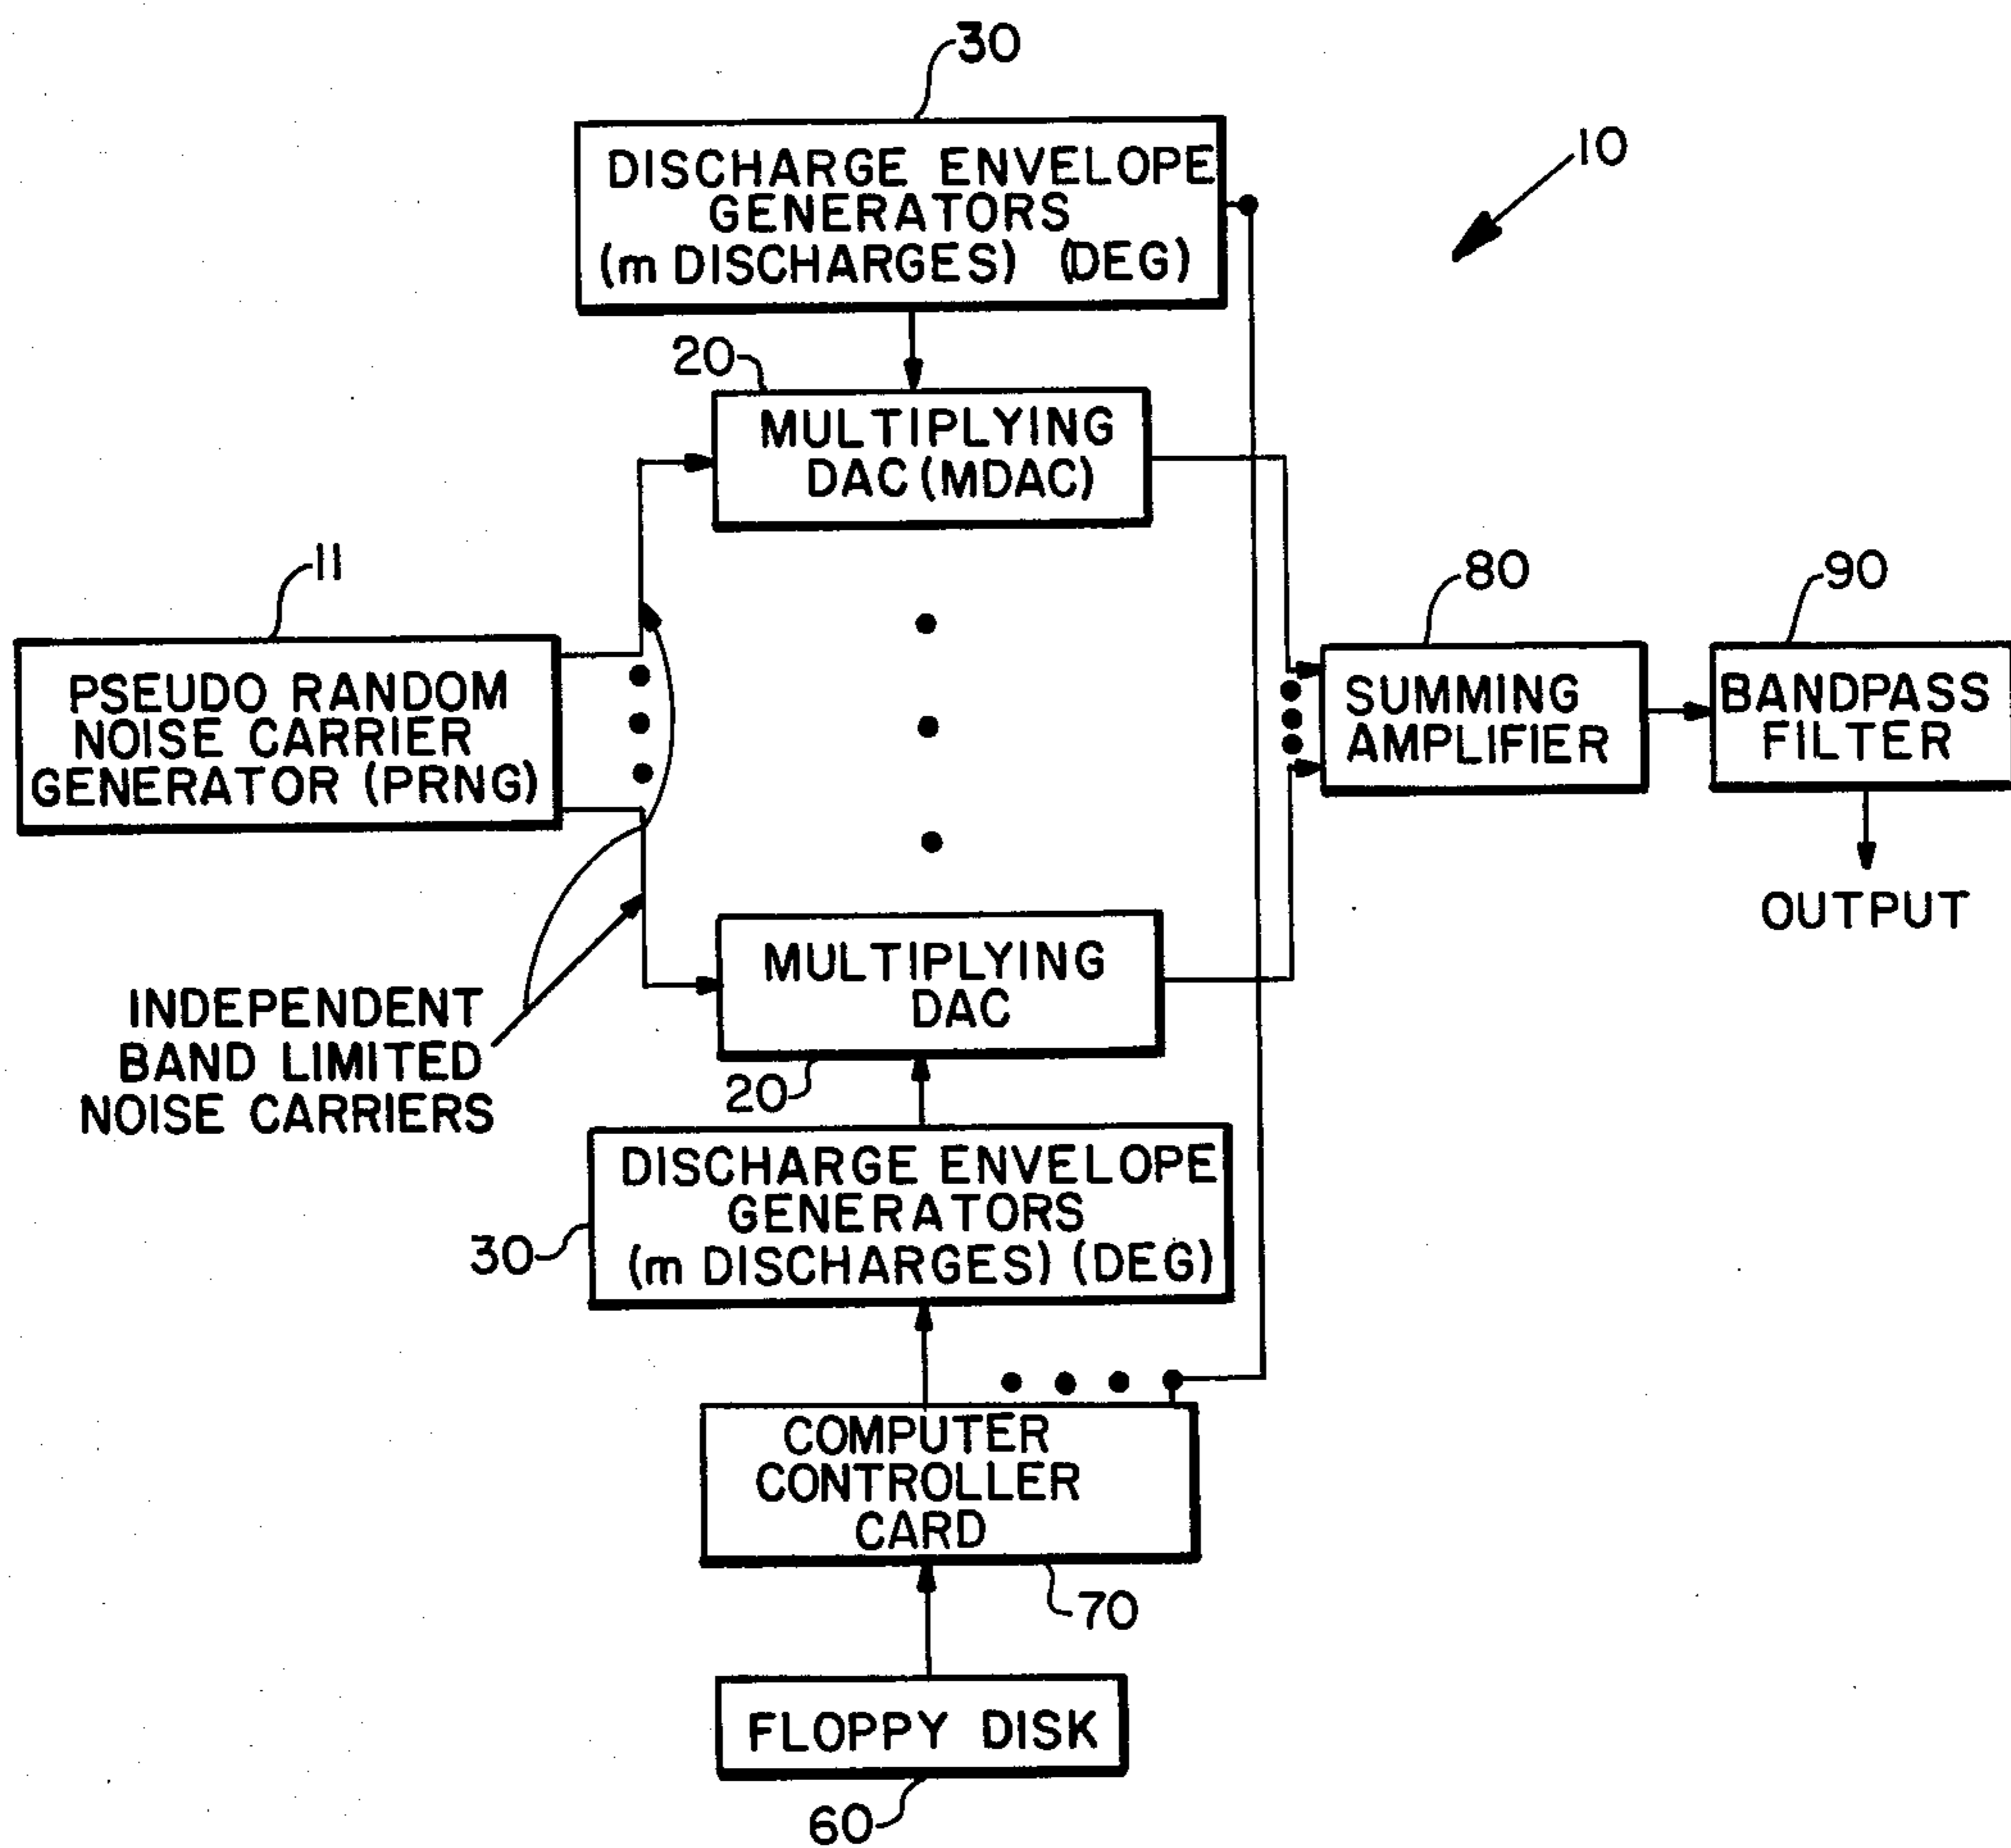 30
10
DISCHARGE ENVELOPE
GENERATORS
(m DISCHARGES) (DEG)
20
MULTIPLYING
DAC (MDAC)
11
80
90
PSEUDO RANDOM
NOISE CARRIER
GENERATOR (PRNG)
SUMMING
AMPLIFIER
BANDPASS
FILTER
OUTPUT
MULTIPLYING
DAC
INDEPENDENT
BAND LIMITED
NOISE CARRIERS
20
DISCHARGE ENVELOPE
GENERATORS
(m DISCHARGES) (DEG)
30
COMPUTER
CONTROLLER
CARD
70
FLOPPY DISK
60